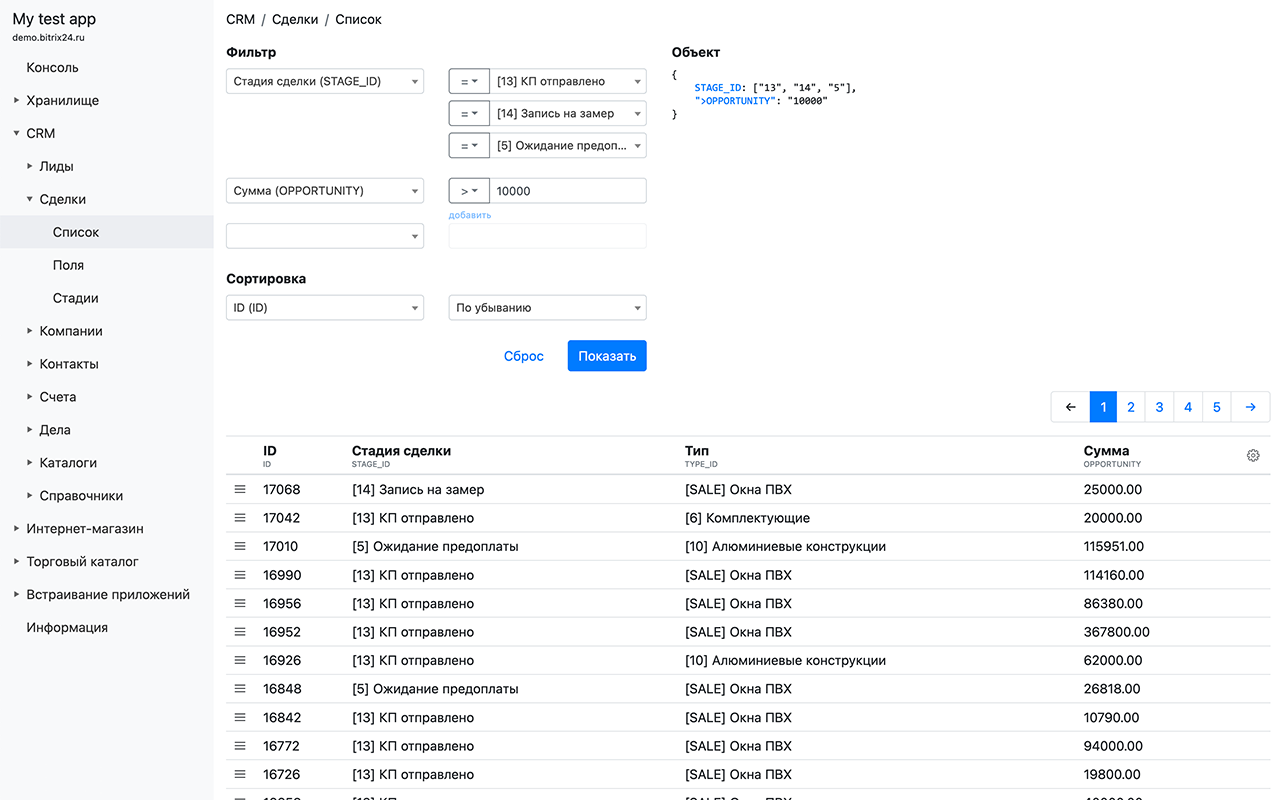 My test app
demo.bitrix24.ru
Консоль
Хранилище
CRM
Лиды
Сделки
Список
Поля
Стадии
Компании
Контакты
Счета
Дела
Каталоги
Справочники
Интернет-магазин
Торговый каталог
Встраивание приложений
Информация
CRM / Сделки / Список
Фильтр
Стадия сделки (STAGE_ID) = [13] КП отправлено
= [14] Запись на замер
= [5] Ожидание предоп...
Сумма (OPPORTUNITY) > 10000
добавить
Сортировка
ID (ID) По убыванию
Сброс Показать
Объект
{
STAGE_ID: ["13", "14", "5"],
">OPPORTUNITY": "10000"
}
← 1 2 3 4 5 →
ID Стадия сделки Тип Сумма
ID STAGE_ID TYPE_ID OPPORTUNITY
17068 [14] Запись на замер [SALE] Окна ПВХ 25000.00
17042 [13] КП отправлено [6] Комплектующие 20000.00
17010 [5] Ожидание предоплаты [10] Алюминиевые конструкции 115951.00
16990 [13] КП отправлено [SALE] Окна ПВХ 114160.00
16956 [13] КП отправлено [SALE] Окна ПВХ 86380.00
16952 [13] КП отправлено [SALE] Окна ПВХ 367800.00
16926 [13] КП отправлено [10] Алюминиевые конструкции 62000.00
16848 [5] Ожидание предоплаты [SALE] Окна ПВХ 26818.00
16842 [13] КП отправлено [SALE] Окна ПВХ 10790.00
16772 [13] КП отправлено [SALE] Окна ПВХ 94000.00
16726 [13] КП отправлено [SALE] Окна ПВХ 19800.00